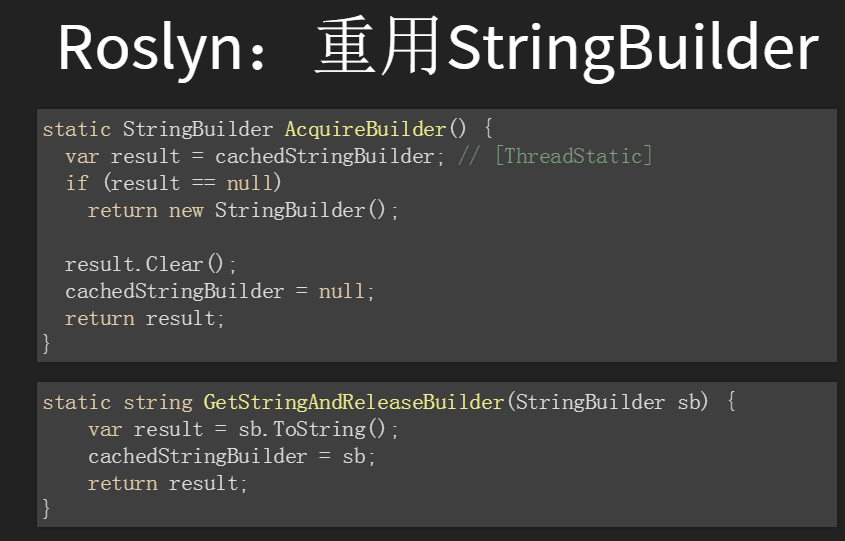 Roslyn：重用StringBuilder
static StringBuilder AcquireBuilder() {
  var result = cachedStringBuilder; // [ThreadStatic]
  if (result == null)
    return new StringBuilder();

  result.Clear();
  cachedStringBuilder = null;
  return result;
}
static string GetStringAndReleaseBuilder(StringBuilder sb) {
    var result = sb.ToString();
    cachedStringBuilder = sb;
    return result;
}